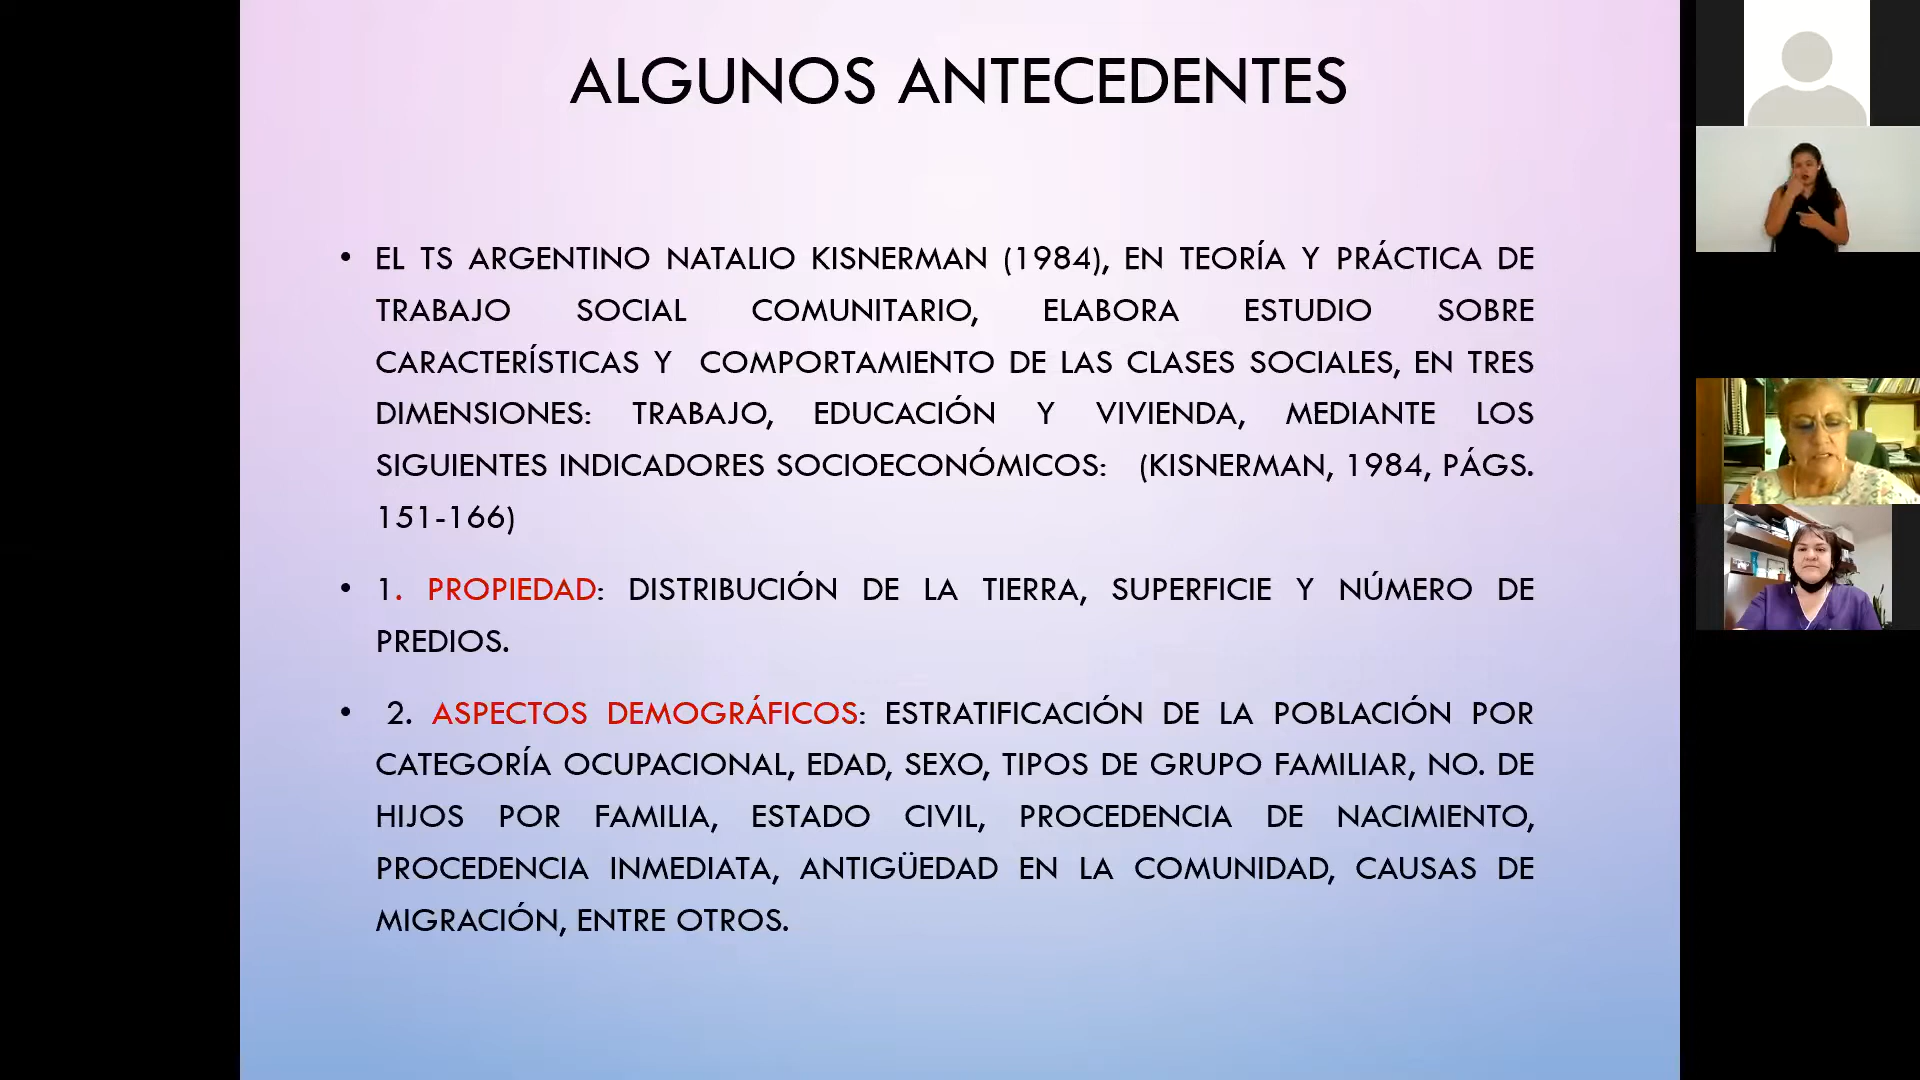 ALGUNOS ANTECEDENTES
• EL TS ARGENTINO NATALIO KISNERMAN (1984), EN TEORÍA Y PRÁCTICA DE
TRABAJO SOCIAL COMUNITARIO, ELABORA ESTUDIO SOBRE
CARACTERÍSTICAS Y COMPORTAMIENTO DE LAS CLASES SOCIALES, EN TRES
DIMENSIONES: TRABAJO, EDUCACIÓN Y VIVIENDA, MEDIANTE LOS
SIGUIENTES INDICADORES SOCIOECONÓMICOS: (KISNERMAN, 1984, PÁGS.
151-166)
• 1. PROPIEDAD: DISTRIBUCIÓN DE LA TIERRA, SUPERFICIE Y NÚMERO DE
PREDIOS.
• 2. ASPECTOS DEMOGRÁFICOS: ESTRATIFICACIÓN DE LA POBLACIÓN POR
CATEGORÍA OCUPACIONAL, EDAD, SEXO, TIPOS DE GRUPO FAMILIAR, NO. DE
HIJOS POR FAMILIA, ESTADO CIVIL, PROCEDENCIA DE NACIMIENTO,
PROCEDENCIA INMEDIATA, ANTIGÜEDAD EN LA COMUNIDAD, CAUSAS DE
MIGRACIÓN, ENTRE OTROS.